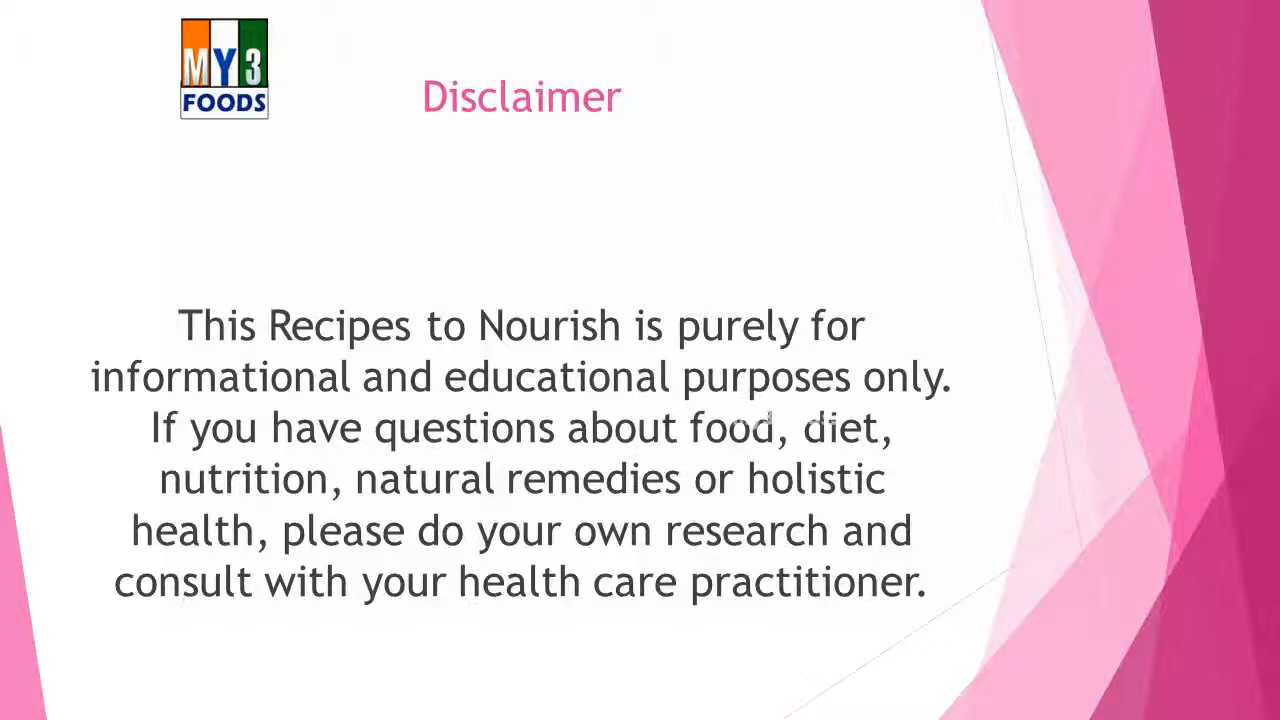 MY3
FOODS
Disclaimer
This Recipes to Nourish is purely for
informational and educational purposes only.
If you have questions about food, diet,
nutrition, natural remedies or holistic
health, please do your own research and
consult with your health care practitioner.